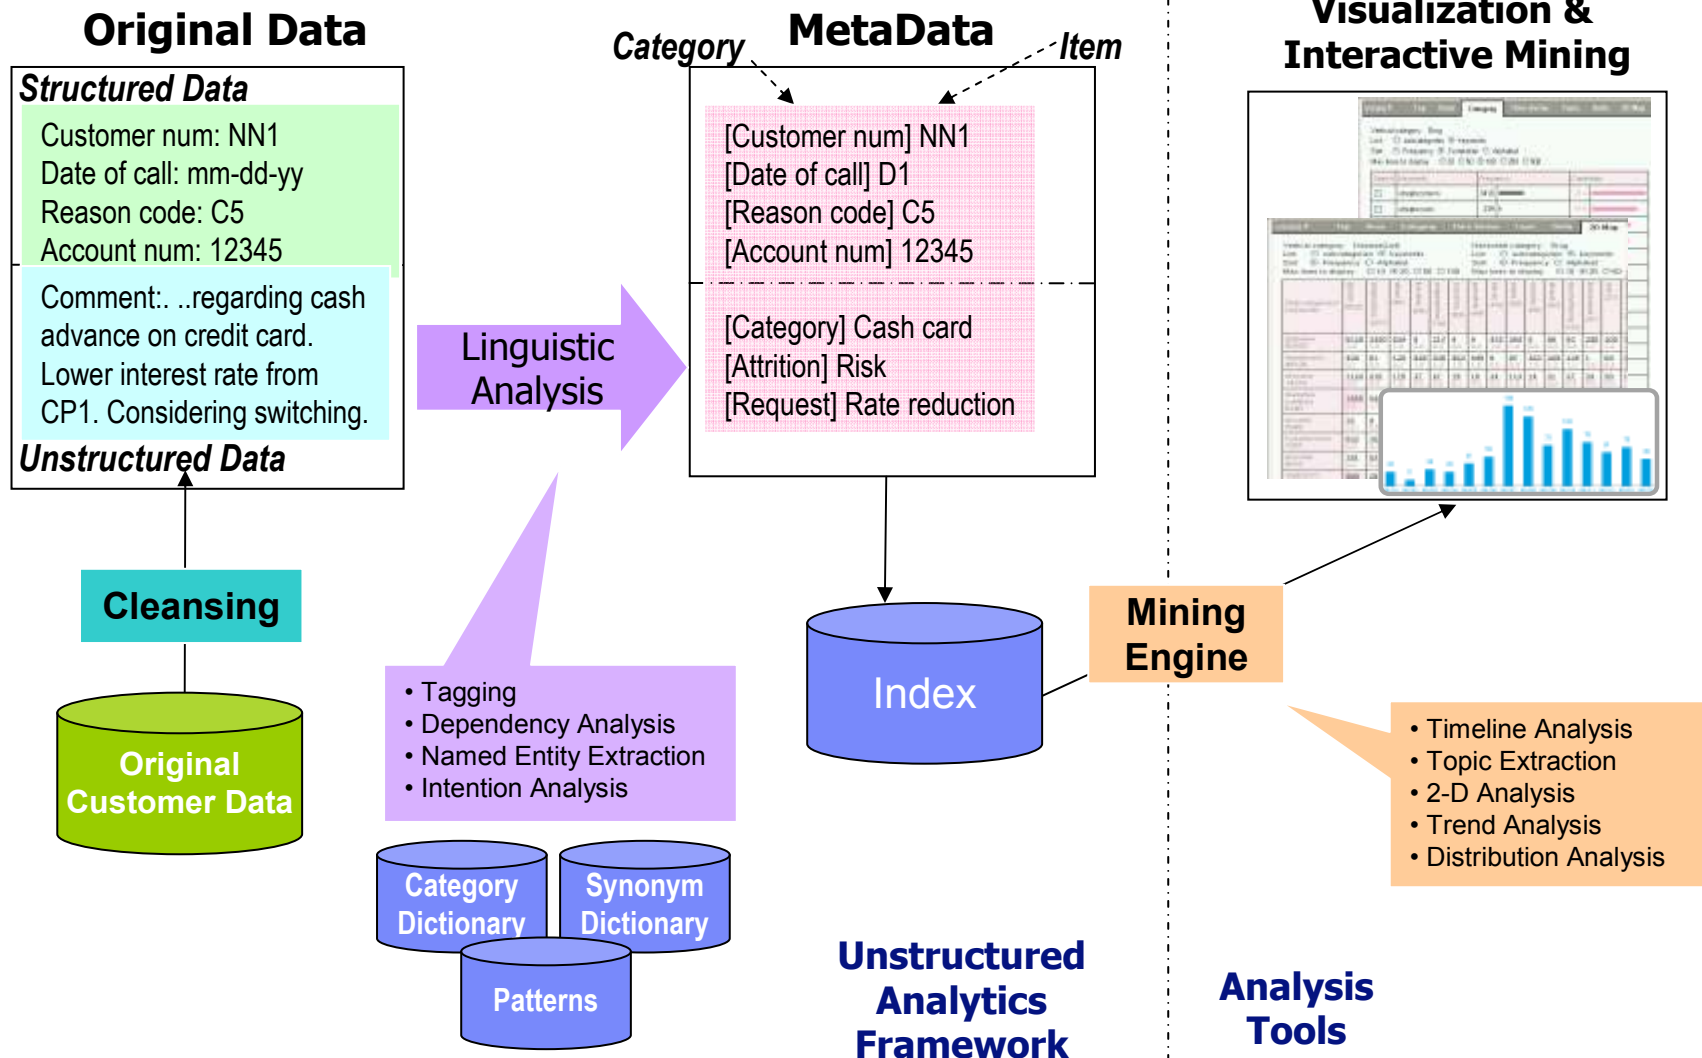 Original Data
Structured Data
Customer num: NN1
Date of call: mm-dd-yy
Reason code: C5
Account num: 12345
Comment:. ..regarding cash
advance on credit card.
Lower interest rate from
CP1. Considering switching.
Unstructured Data
Cleansing
Original
Customer Data
Linguistic
Analysis
• Tagging
• Dependency Analysis
• Named Entity Extraction
• Intention Analysis
Category
Dictionary
Synonym
Dictionary
Patterns
MetaData
Category
Item
[Customer num] NN1
[Date of call] D1
[Reason code] C5
[Account num] 12345
[Category] Cash card
[Attrition] Risk
[Request] Rate reduction
Index
Unstructured
Analytics
Framework
Mining
Engine
Visualization &
Interactive Mining
Category
2D Map
• Timeline Analysis
• Topic Extraction
• 2-D Analysis
• Trend Analysis
• Distribution Analysis
Analysis
Tools